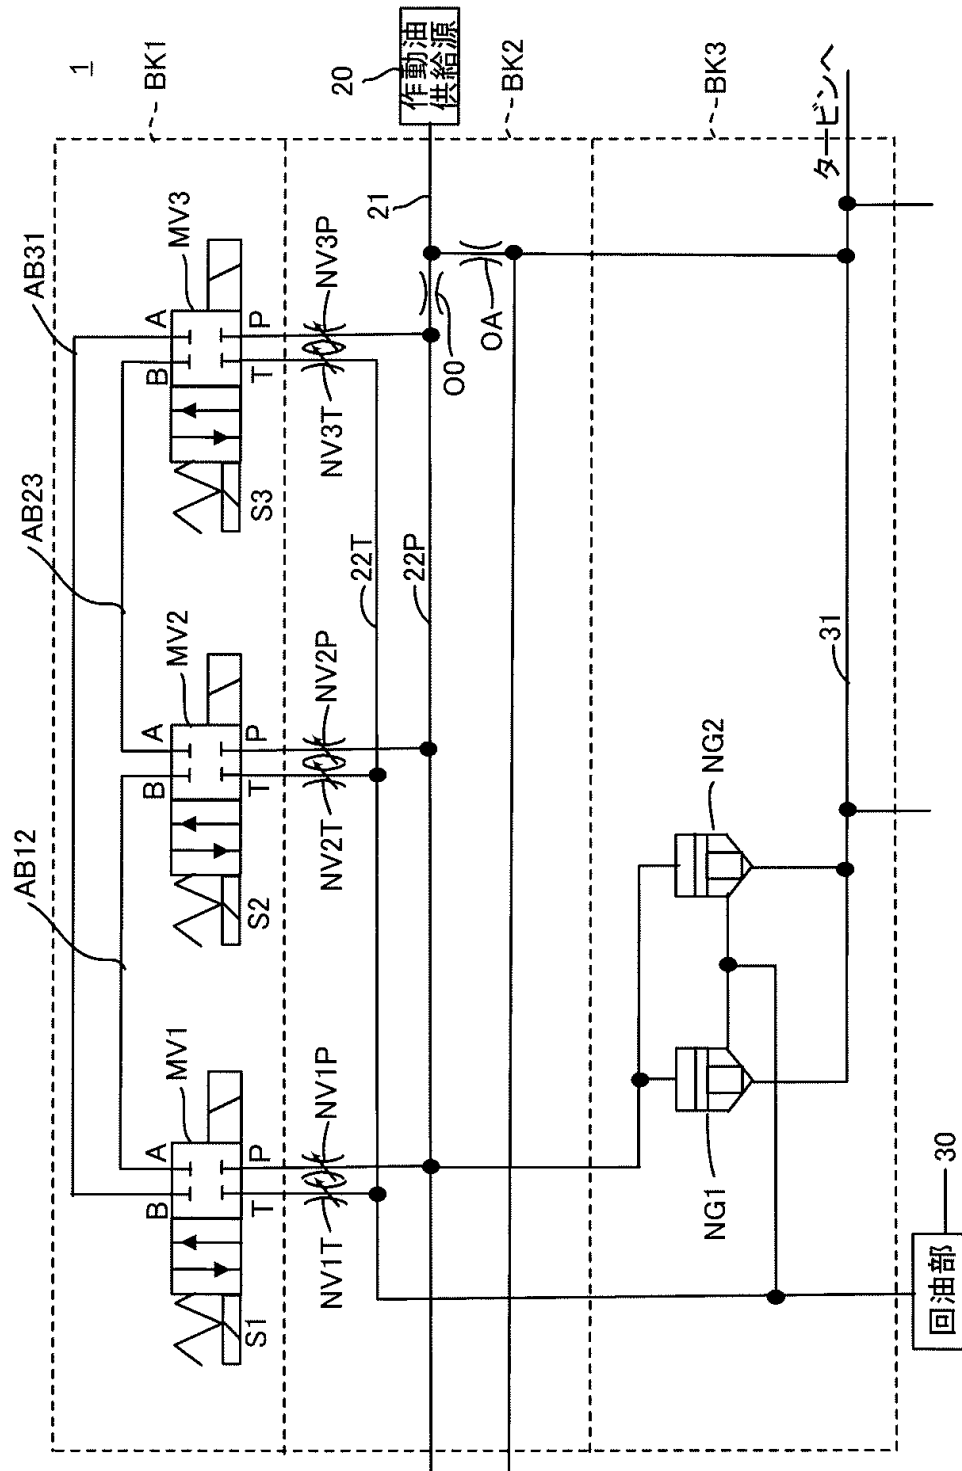 AB12
AB23
AB31
1
B
A
B
A
B
A
BK1
MV1
MV2
MV3
S1
T
P
S2
T
P
S3
T
P
NV1T
NV1P
NV2T
NV2P
NV3T
NV3P
20
22T
21
22P
作動油
供給源
O0
OA
BK2
NG1
NG2
BK3
31
タービンへ
回油部
30